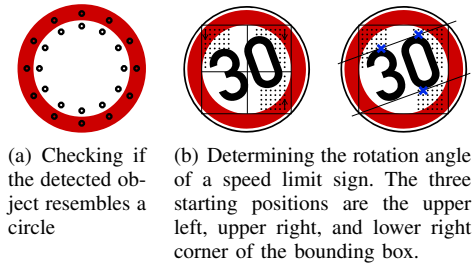 30
30
(a) Checking if
the detected ob-
ject resembles a
circle
(b) Determining the rotation angle
of a speed limit sign. The three
starting positions are the upper
left, upper right, and lower right
corner of the bounding box.